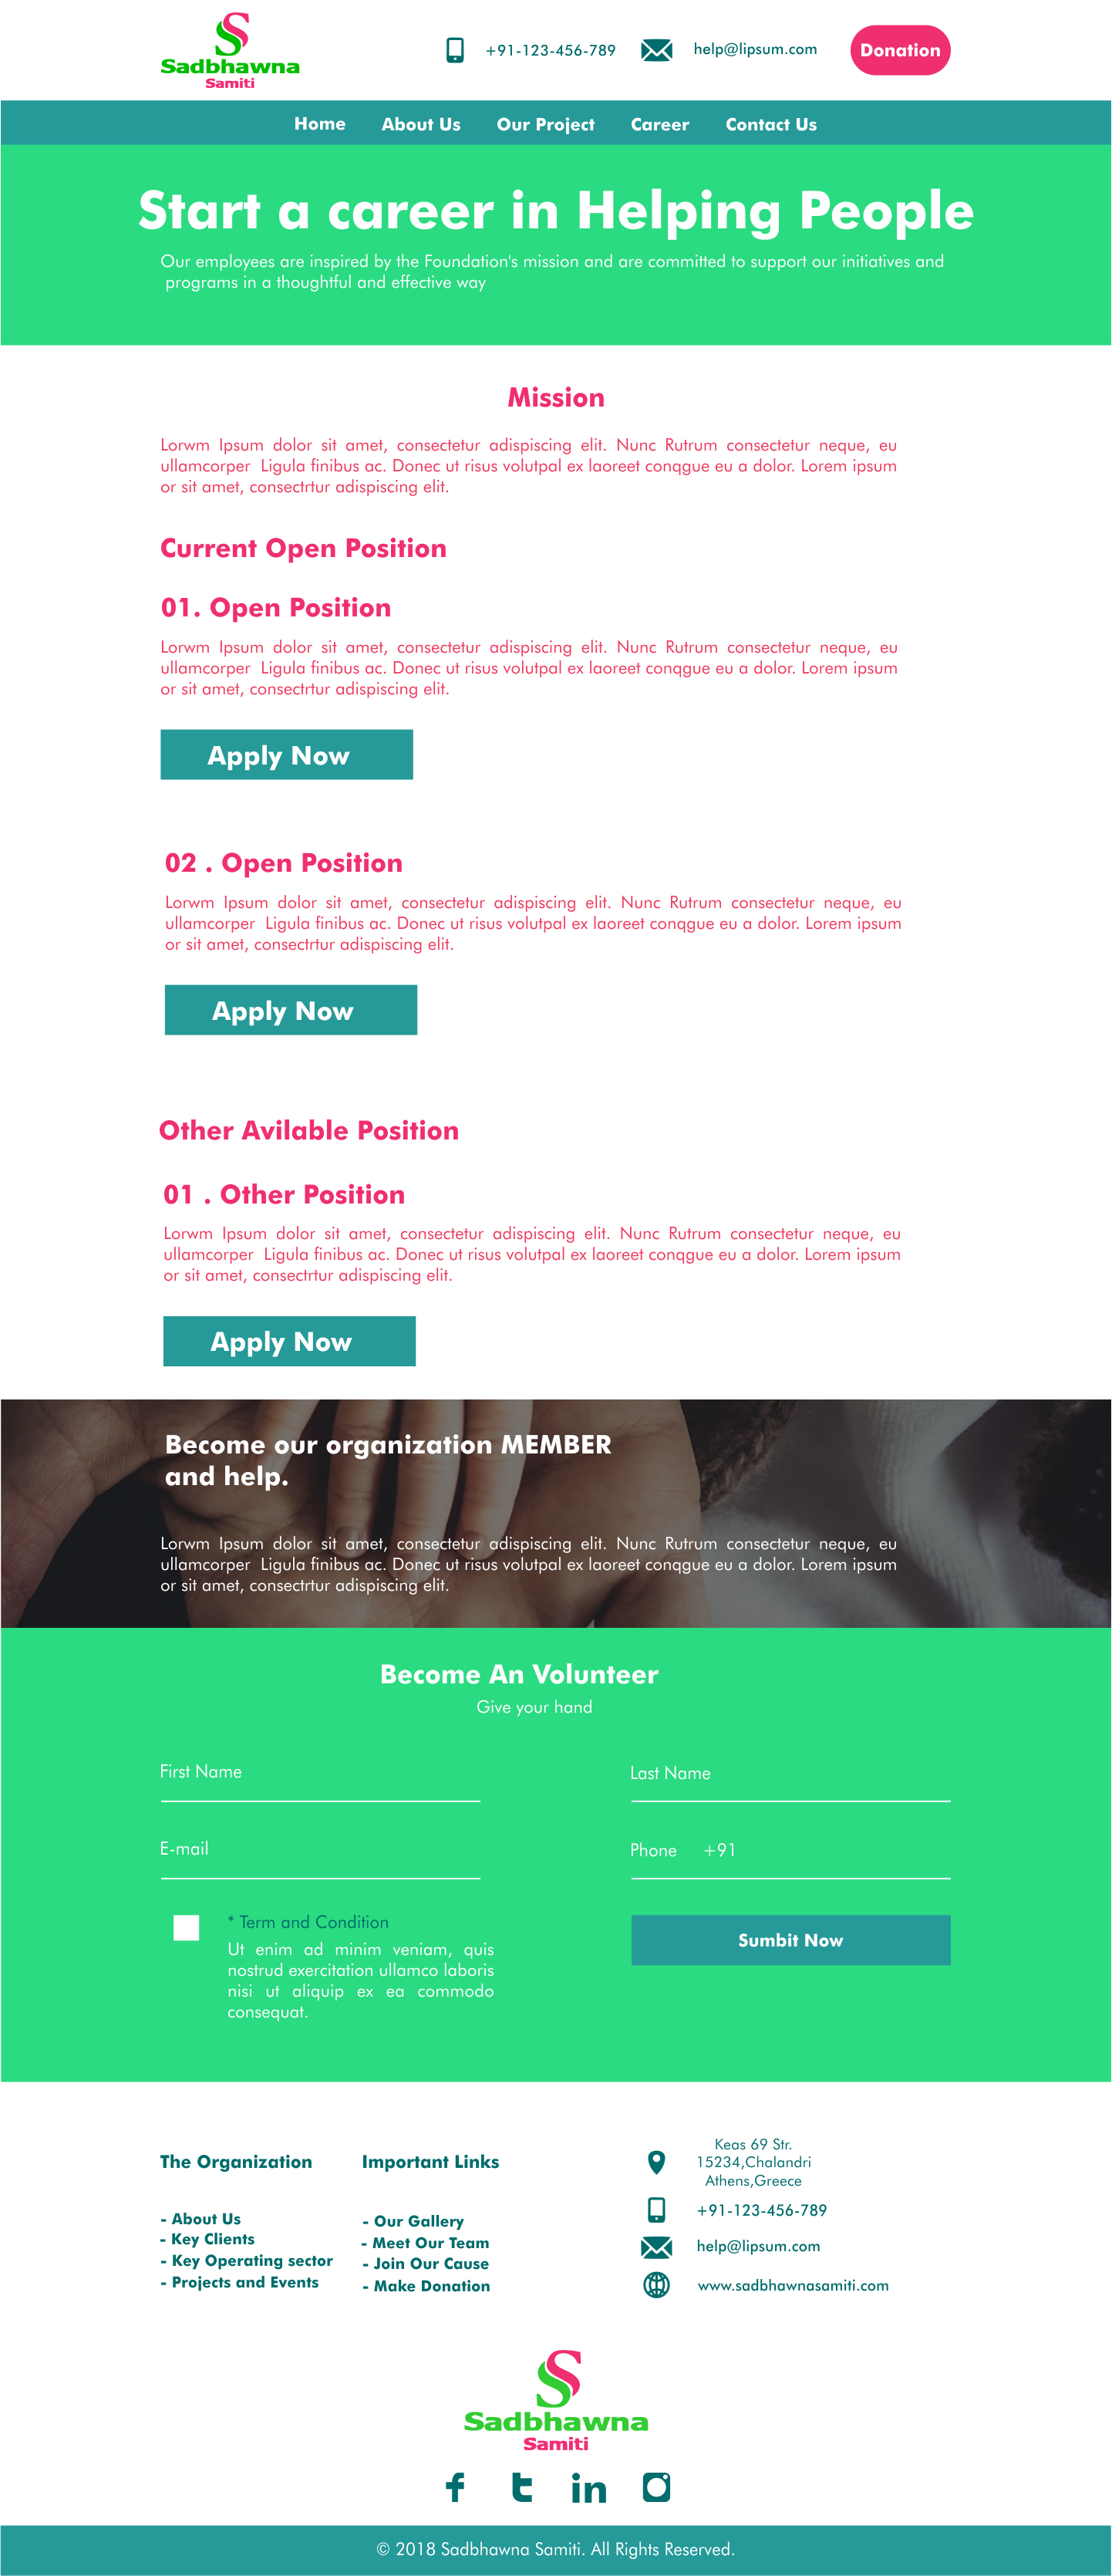 Sadbhawna
Samiti
+91-123-456-789
help@lipsum.com
Donation
Home
About Us
Our Project
Career
Contact Us
Start a career in Helping People
Our employees are inspired by the Foundation's mission and are committed to support our initiatives and
programs in a thoughtful and effective way
Mission
Lorwm Ipsum dolor sit amet, consectetur adispiscing elit. Nunc Rutrum consectetur neque, eu
ullamcorper Ligula finibus ac. Donec ut risus volutpal ex laoreet conqgue eu a dolor. Lorem ipsum
or sit amet, consectrtur adispiscing elit.
Current Open Position
01. Open Position
Lorwm Ipsum dolor sit amet, consectetur adispiscing elit. Nunc Rutrum consectetur neque, eu
ullamcorper Ligula finibus ac. Donec ut risus volutpal ex laoreet conqgue eu a dolor. Lorem ipsum
or sit amet, consectrtur adispiscing elit.
Apply Now
02 . Open Position
Lorwm Ipsum dolor sit amet, consectetur adispiscing elit. Nunc Rutrum consectetur neque, eu
ullamcorper Ligula finibus ac. Donec ut risus volutpal ex laoreet conqgue eu a dolor. Lorem ipsum
or sit amet, consectrtur adispiscing elit.
Apply Now
Other Avilable Position
01 . Other Position
Lorwm Ipsum dolor sit amet, consectetur adispiscing elit. Nunc Rutrum consectetur neque, eu
ullamcorper Ligula finibus ac. Donec ut risus volutpal ex laoreet conqgue eu a dolor. Lorem ipsum
or sit amet, consectrtur adispiscing elit.
Apply Now
Become our organization MEMBER
and help.
Lorwm Ipsum dolor sit amet, consectetur adispiscing elit. Nunc Rutrum consectetur neque, eu
ullamcorper Ligula finibus ac. Donec ut risus volutpal ex laoreet conqgue eu a dolor. Lorem ipsum
or sit amet, consectrtur adispiscing elit.
Become An Volunteer
Give your hand
First Name
Last Name
E-mail
Phone +91
* Term and Condition
Ut enim ad minim veniam, quis
nostrud exercitation ullamco laboris
nisi ut aliquip ex ea commodo
consequat.
Sumbit Now
The Organization
- About Us
- Key Clients
- Key Operating sector
- Projects and Events
Important Links
- Our Gallery
- Meet Our Team
- Join Our Cause
- Make Donation
Keas 69 Str.
15234,Chalandri
Athens,Greece
+91-123-456-789
help@lipsum.com
www.sadbhawnasamiti.com
Sadbhawna
Samiti
© 2018 Sadbhawna Samiti. All Rights Reserved.